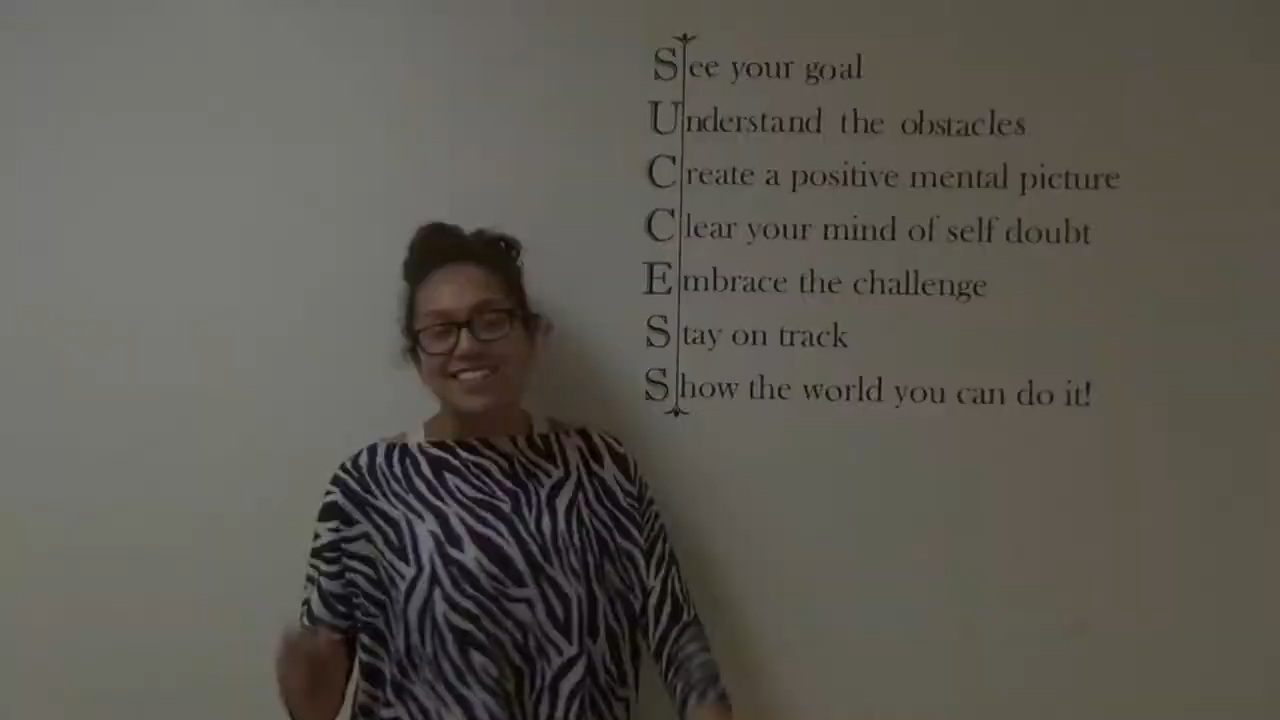 See your goal
Understand the obstacles
Create a positive mental picture
Clear your mind of self doubt
Embrace the challenge
Stay on track
Show the world you can do it!